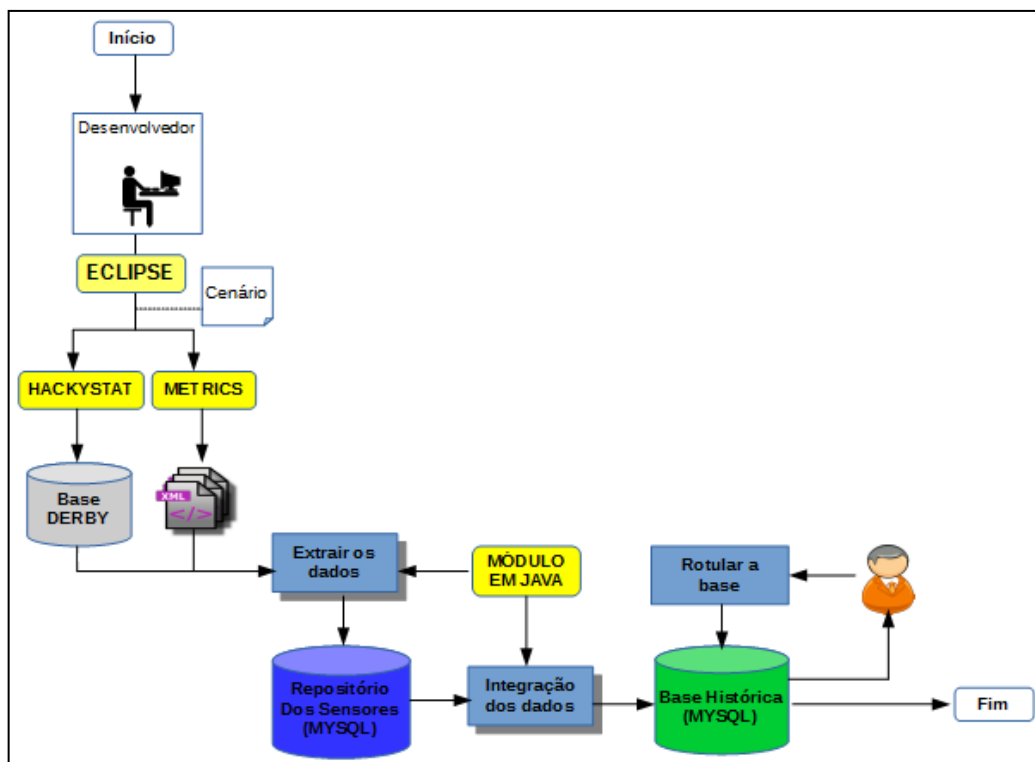 Início
Desenvolvedor
ECLIPSE
Cenário
HACKYSTAT
METRICS
Base
DERBY
XML
</>
Extrair os
dados
MÓDULO
EM JAVA
Rotular a
base
Repositório
Dos Sensores
(MYSQL)
Integração
dos dados
Base Histórica
(MYSQL)
Fim